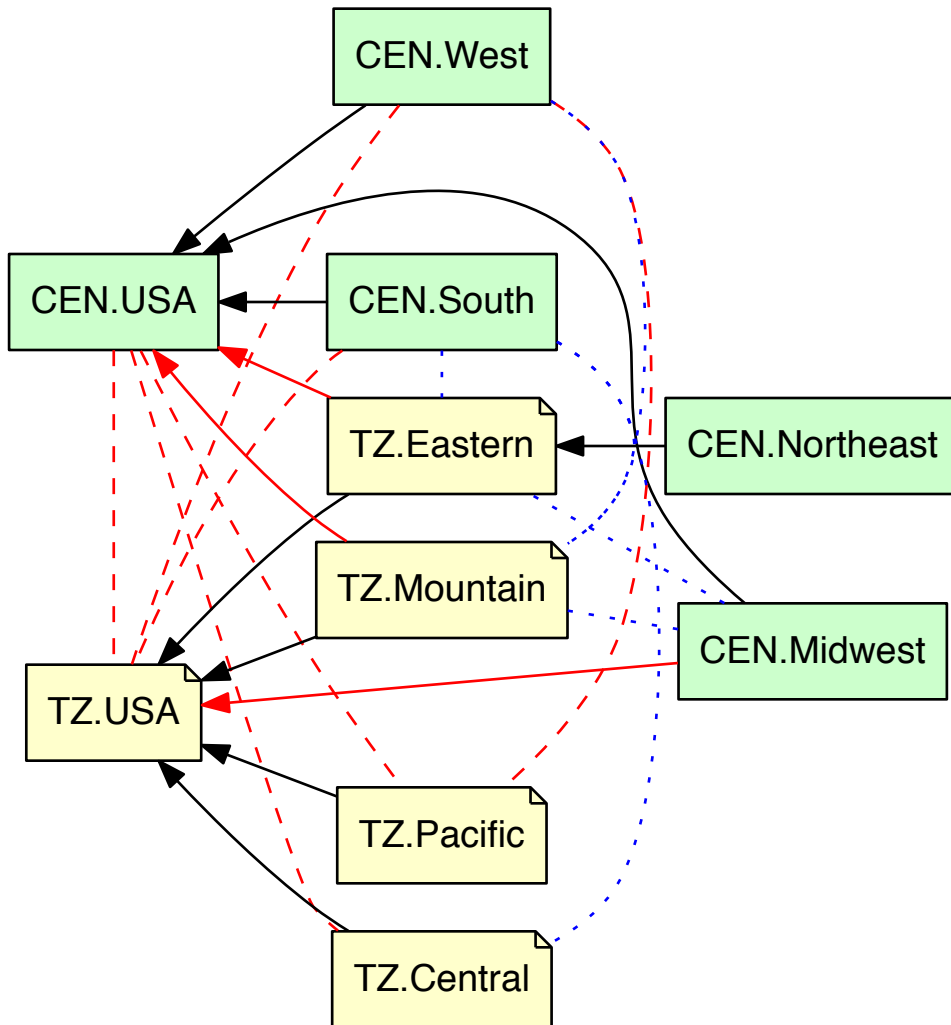 CEN.West
CEN.USA
CEN.South
TZ.Eastern
CEN.Northeast
TZ.Mountain
CEN.Midwest
TZ.USA
TZ.Pacific
TZ.Central